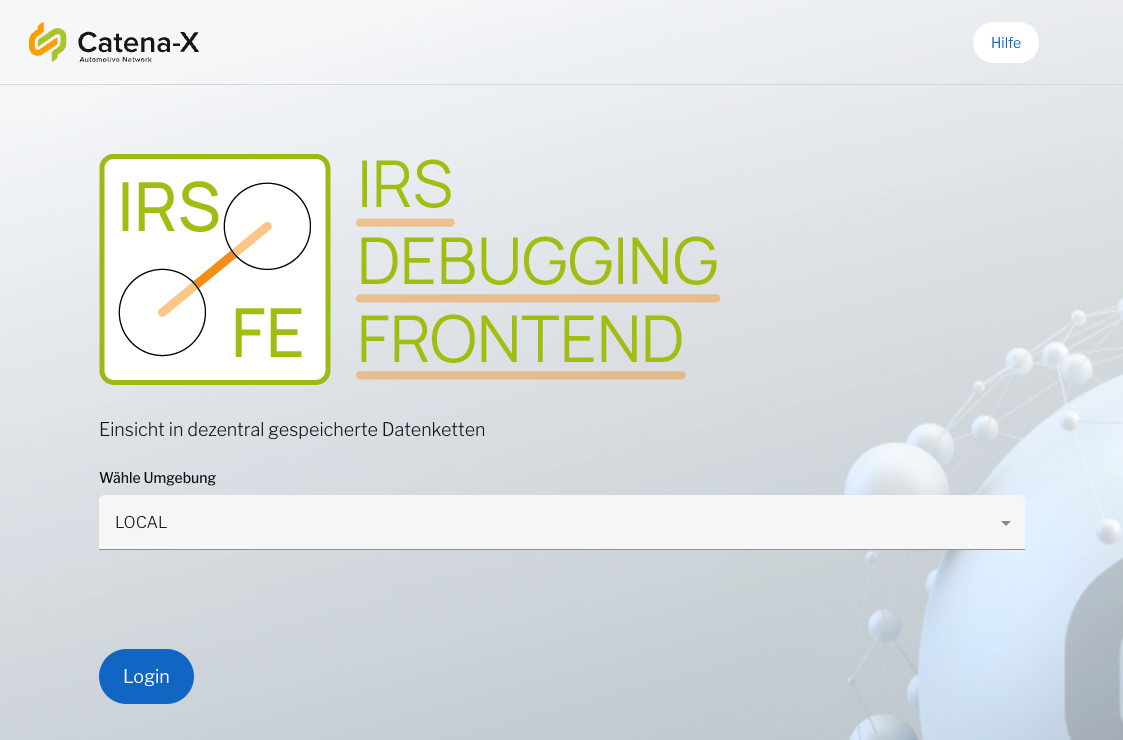 Catena-X
Automotive Network
Hilfe
IRS
FE
IRS
DEBUGGING
FRONTEND
Einsicht in dezentral gespeicherte Datenketten
Wähle Umgebung
LOCAL
Login